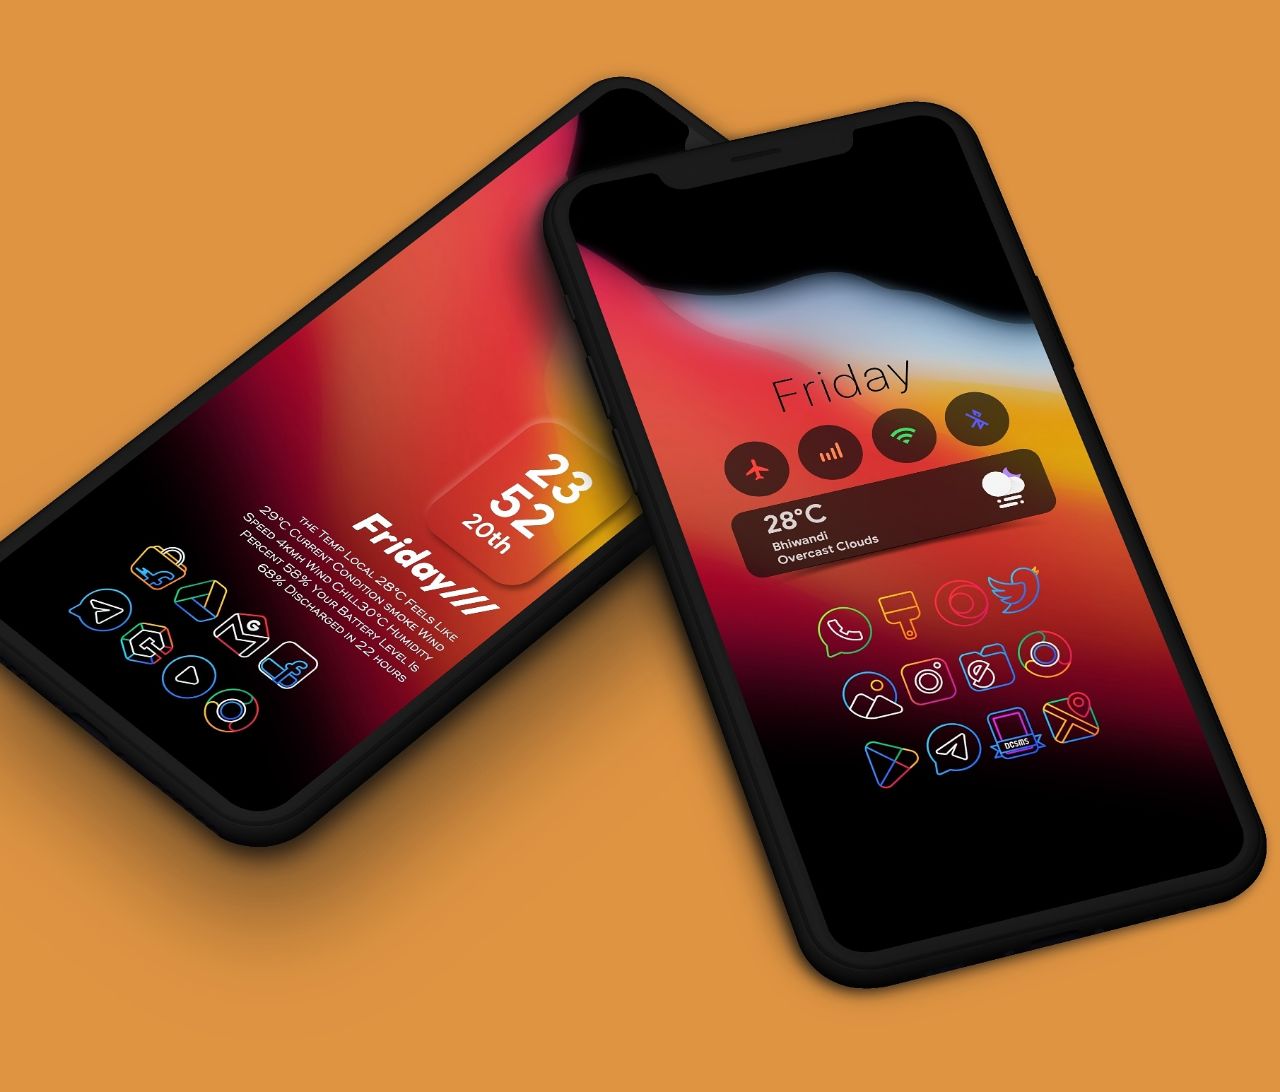 23
52
20th
Friday////
the Temp Local 28°C Feels Like
29°C Current Condition smoke Wind
Speed 4kmh Wind Chill30°C Humidity
Percent 58% Your Battery Level Is
68% Discharged in 22 hours
G
Friday
28°C
Bhiwandi
Overcast Clouds
DCSMS